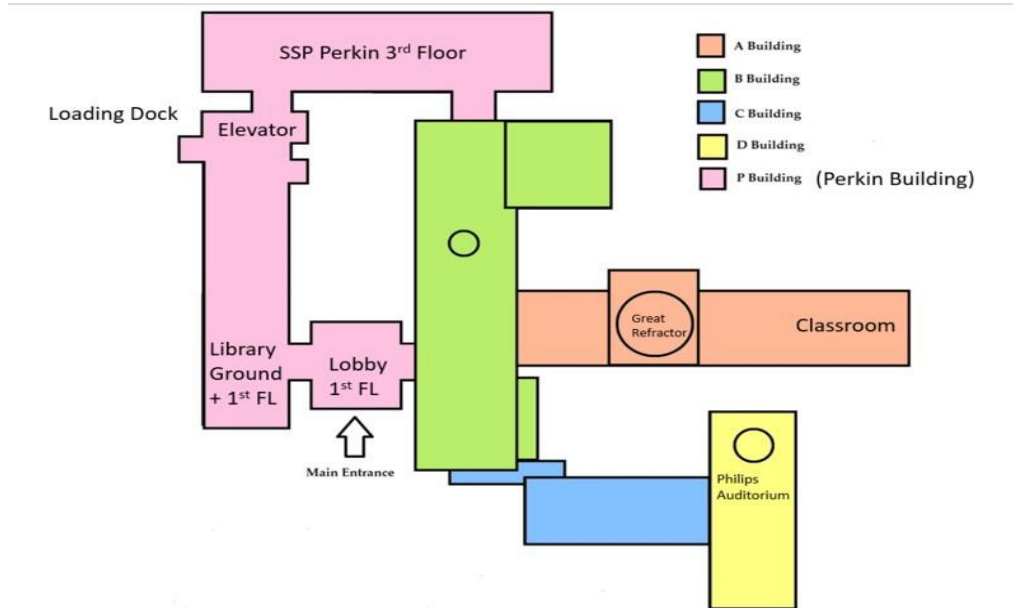 SSP Perkin 3rd Floor
A Building
B Building
C Building
D Building
P Building (Perkin Building)
Loading Dock
Elevator
Great
Refractor
Classroom
Library
Ground
+ 1st FL
Lobby
1st FL
Main Entrance
Philips
Auditorium